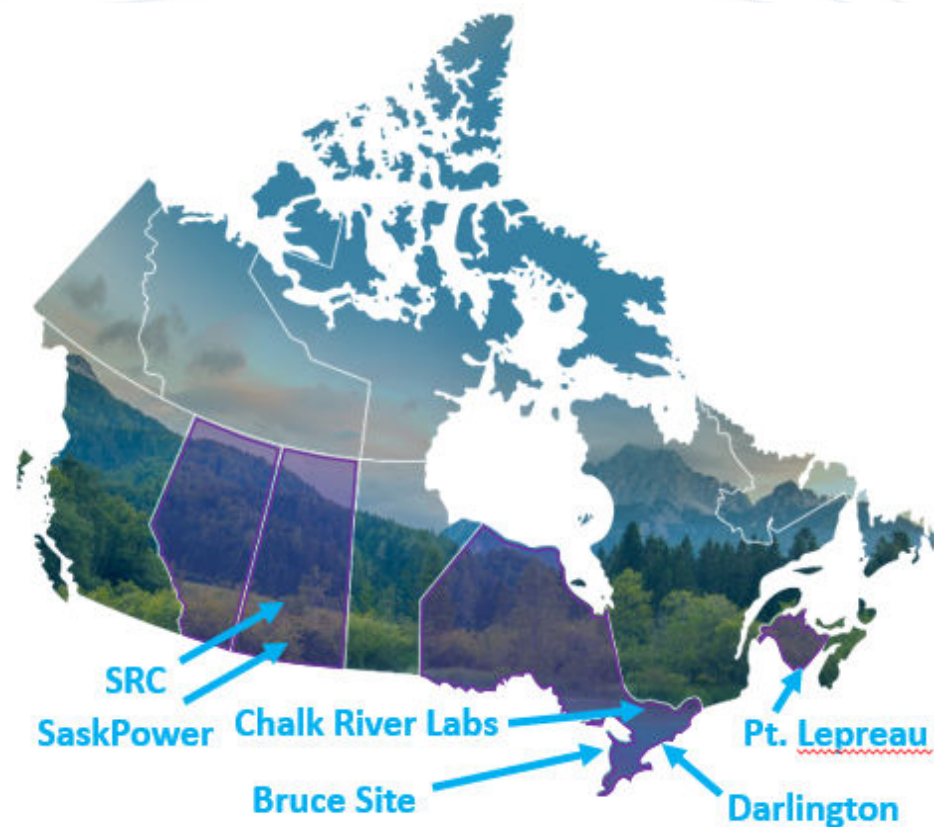 SRC
SaskPower
Chalk River Labs
Pt. Lepreau
Bruce Site
Darlington